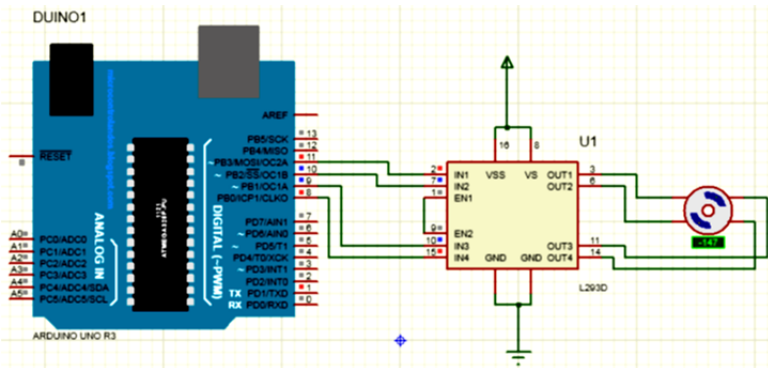 DUINO1
AREF
PB5/SCK 13
PB4/MISO 12
~PB3/MOSI/OC2A 11
~ PB2/SS/OC1B 10
~ PB1/OC1A 9
PB0/ICP1/CLKO 8
RESET
PD7/AIN1 7
~ PD6/AIN0 6
~ PD5/T1 5
PD4/T0/XCK 4
~ PD3/INT1 3
PD2/INT0 2
TX PD1/TXD 1
RX PD0/RXD 0
A0 PC0/ADC0
A1 PC1/ADC1
A2 PC2/ADC2
A3 PC3/ADC3
A4 PC4/ADC4/SDA
A5 PC5/ADC5/SCL
ANALOG IN
DIGITAL (~PWM)
ARDUINO UNO R3
U1
16 8
2 IN1 VSS VS OUT1 3
7 IN2 OUT2 6
1 EN1
9 EN2
10 IN3 OUT3 11
15 IN4 GND GND OUT4 14
L293D
-147